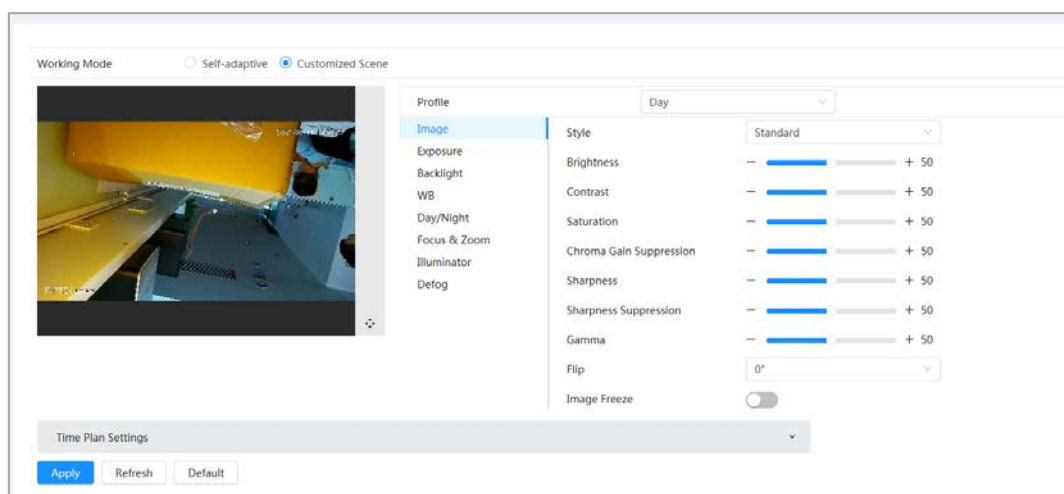 Working Mode Self-adaptive Customized Scene
Profile Day
Image
Exposure
Backlight
WB
Day/Night
Focus & Zoom
Illuminator
Defog
Style Standard
Brightness − + 50
Contrast − + 50
Saturation − + 50
Chroma Gain Suppression − + 50
Sharpness − + 50
Sharpness Suppression − + 50
Gamma − + 50
Flip 0°
Image Freeze
Time Plan Settings
Apply Refresh Default